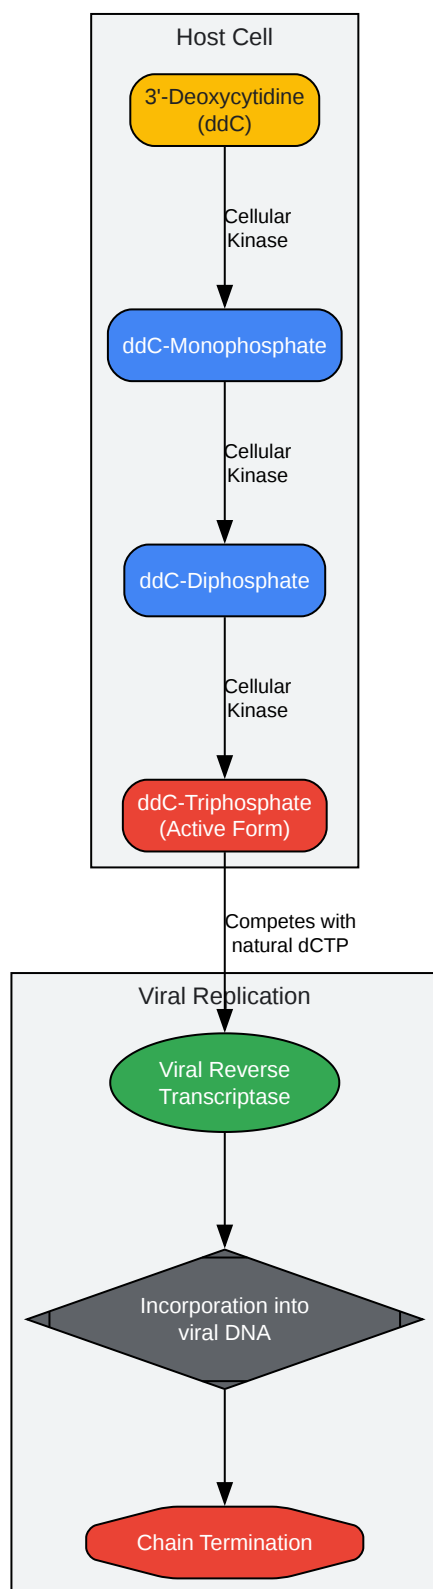 Host Cell
3'-Deoxycytidine
(ddC)
Cellular
Kinase
ddC-Monophosphate
Cellular
Kinase
ddC-Diphosphate
Cellular
Kinase
ddC-Triphosphate
(Active Form)
Competes with
natural dCTP
Viral Replication
Viral Reverse
Transcriptase
Incorporation into
viral DNA
Chain Termination